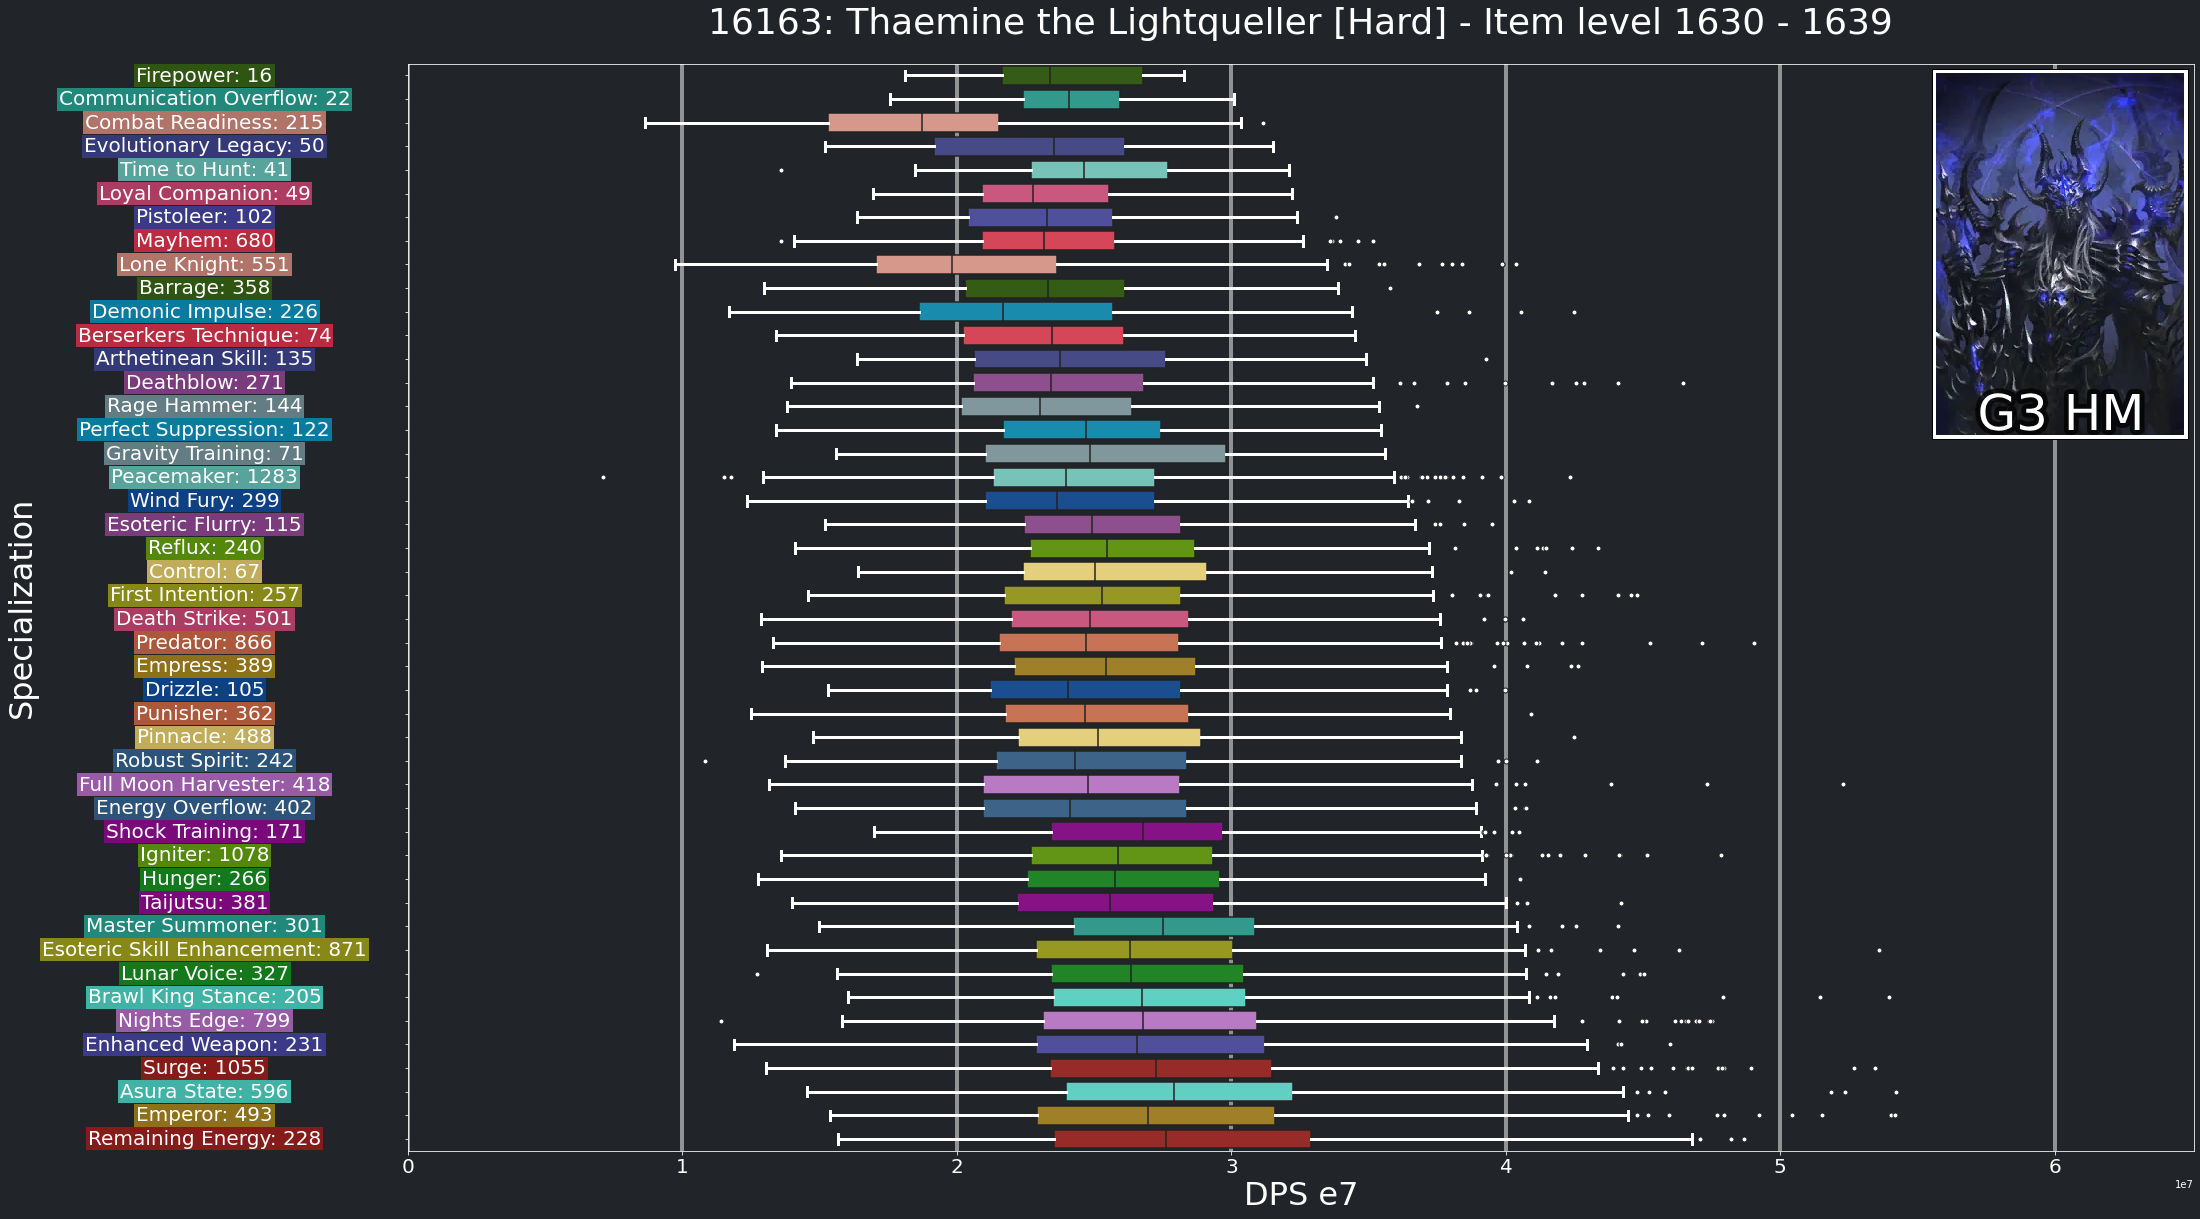 16163: Thaemine the Lightqueller [Hard] - Item level 1630 - 1639
Firepower: 16
Communication Overflow: 22
Combat Readiness: 215
Evolutionary Legacy: 50
Time to Hunt: 41
Loyal Companion: 49
Pistoleer: 102
Mayhem: 680
Lone Knight: 551
Barrage: 358
Demonic Impulse: 226
Berserkers Technique: 74
Arthetinean Skill: 135
Deathblow: 271
Rage Hammer: 144
Perfect Suppression: 122
Gravity Training: 71
Peacemaker: 1283
Wind Fury: 299
Esoteric Flurry: 115
Reflux: 240
Control: 67
First Intention: 257
Death Strike: 501
Predator: 866
Empress: 389
Drizzle: 105
Punisher: 362
Pinnacle: 488
Robust Spirit: 242
Full Moon Harvester: 418
Energy Overflow: 402
Shock Training: 171
Igniter: 1078
Hunger: 266
Taijutsu: 381
Master Summoner: 301
Esoteric Skill Enhancement: 871
Lunar Voice: 327
Brawl King Stance: 205
Nights Edge: 799
Enhanced Weapon: 231
Surge: 1055
Asura State: 596
Emperor: 493
Remaining Energy: 228
Specialization
G3 HM
0 1 2 3 4 5 6
DPS e7
1e7